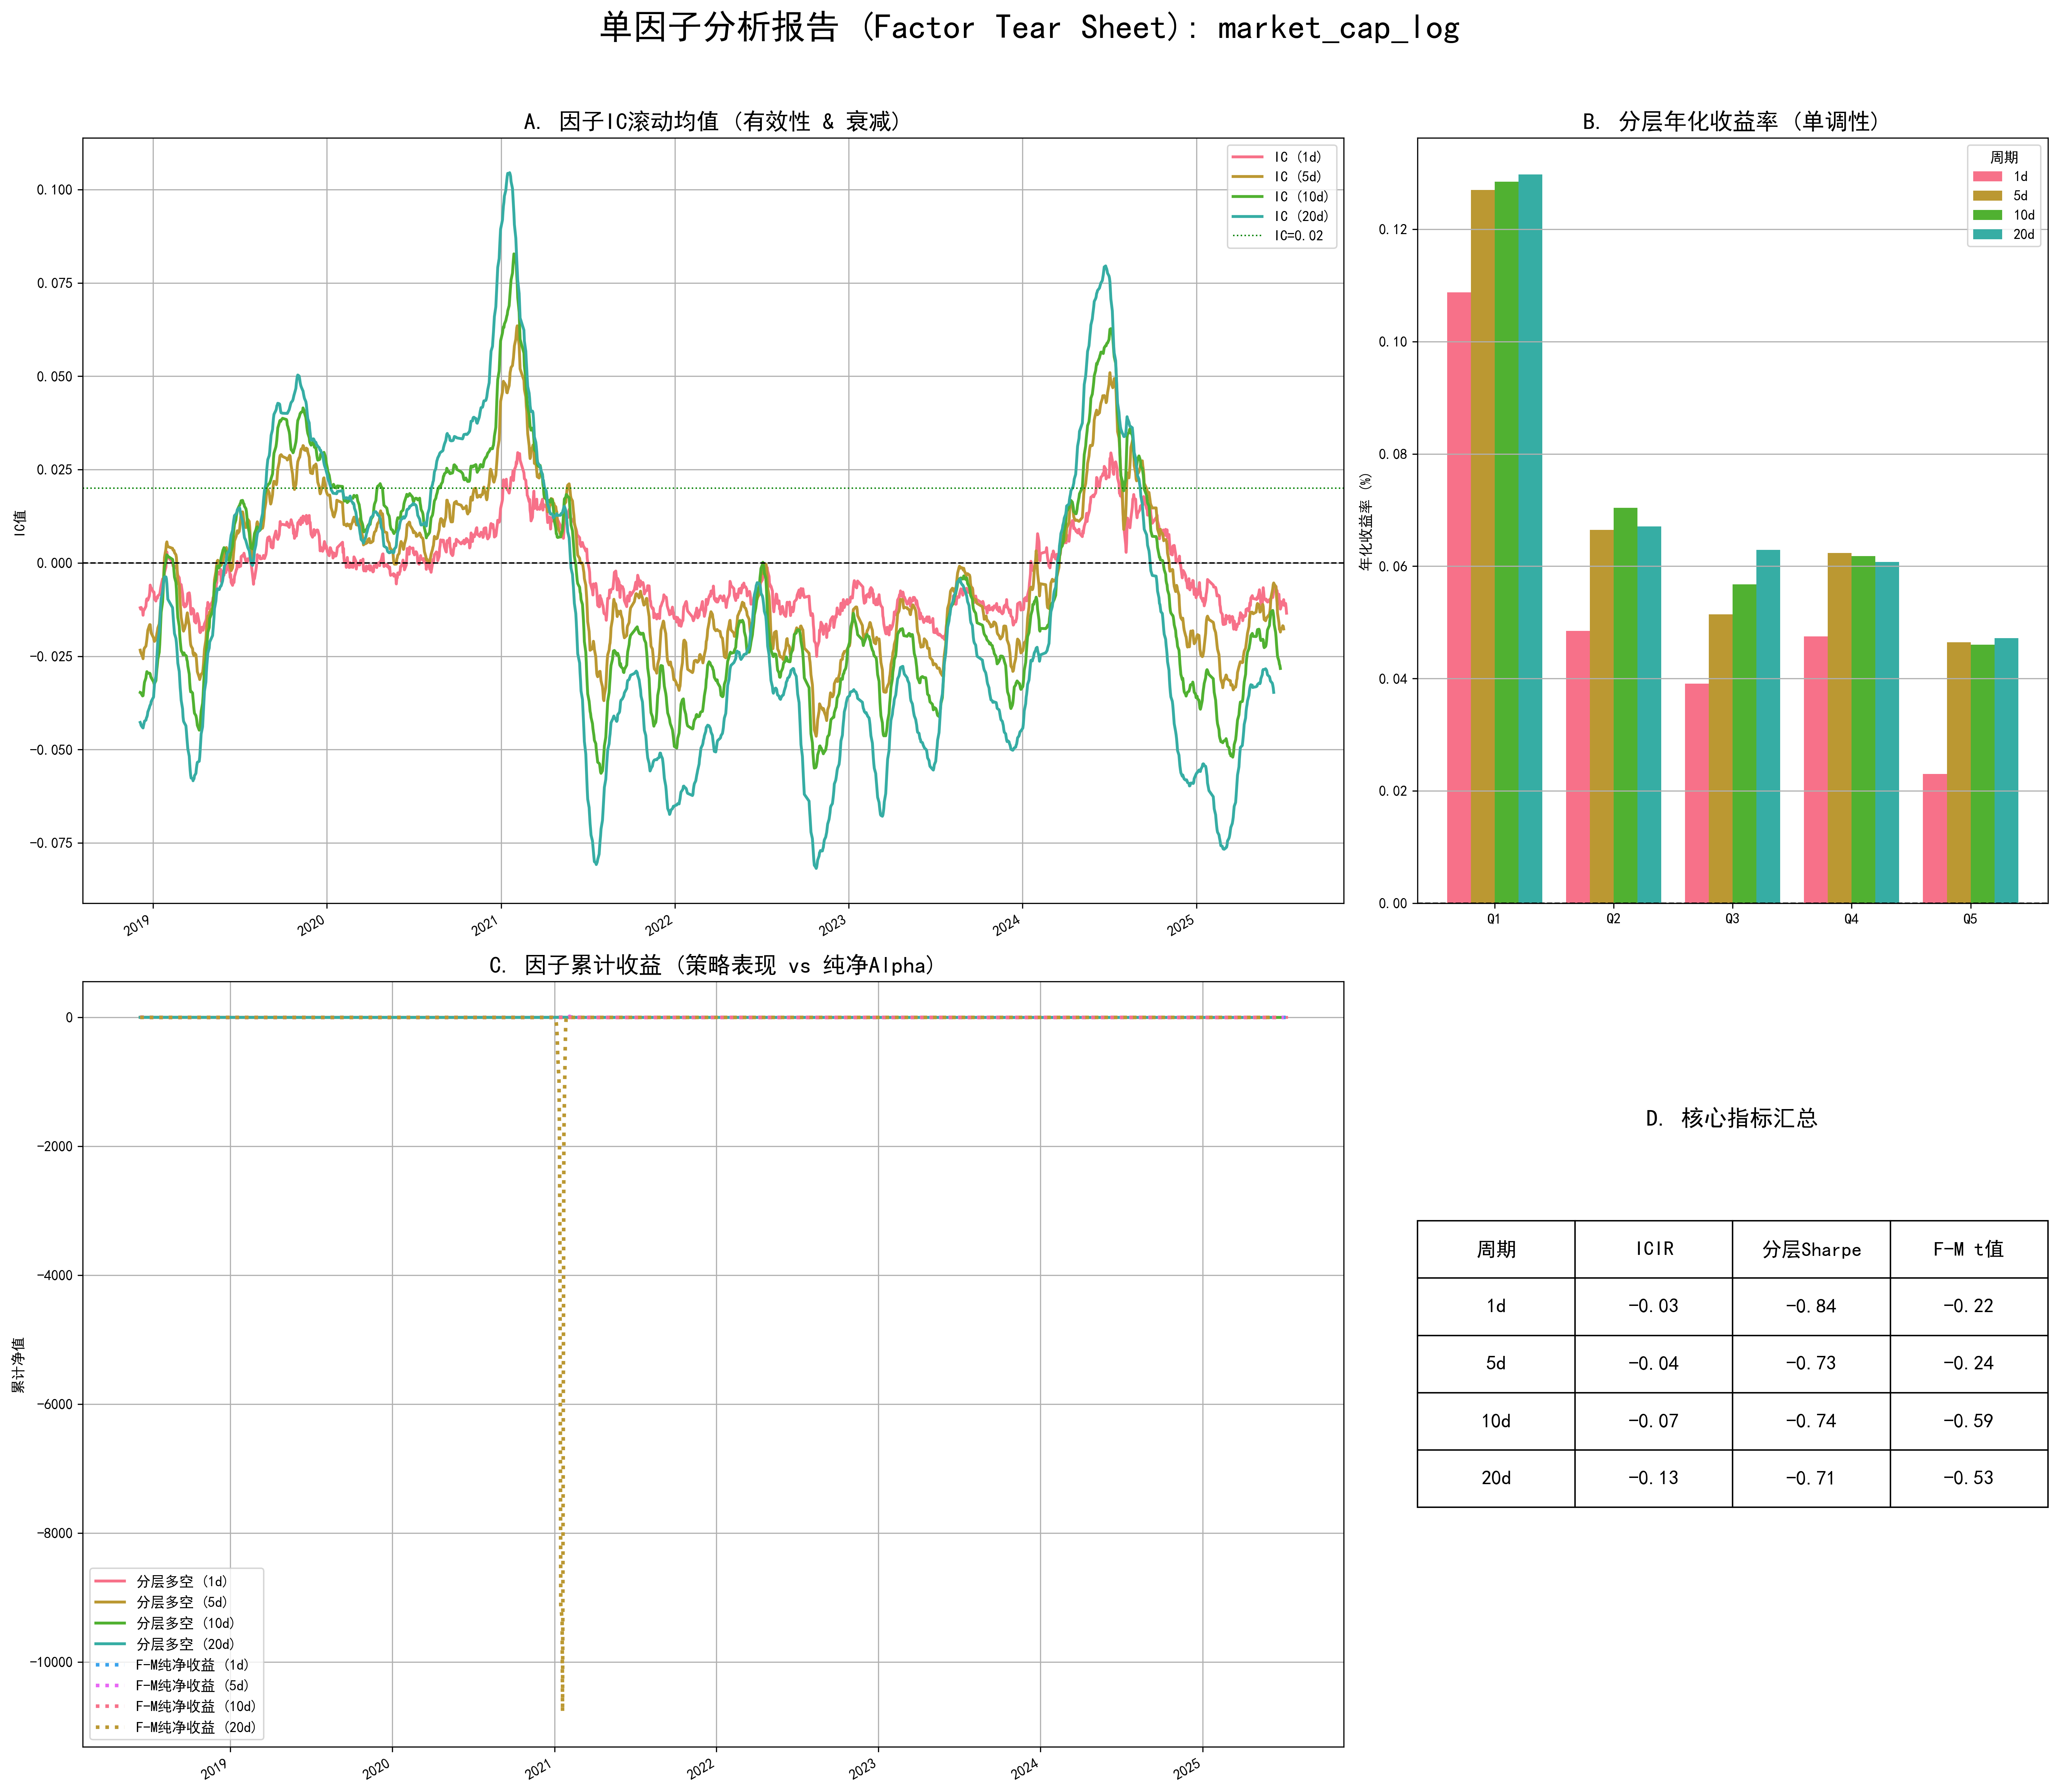 单因子分析报告 (Factor Tear Sheet): market_cap_log
A. 因子IC滚动均值 (有效性 & 衰减)
IC值
0.100
0.075
0.050
0.025
0.000
-0.025
-0.050
-0.075
2019
2020
2021
2022
2023
2024
2025
IC (1d)
IC (5d)
IC (10d)
IC (20d)
IC=0.02
B. 分层年化收益率 (单调性)
年化收益率 (%)
0.12
0.10
0.08
0.06
0.04
0.02
0.00
Q1
Q2
Q3
Q4
Q5
周期
1d
5d
10d
20d
C. 因子累计收益 (策略表现 vs 纯净Alpha)
累计净值
0
-2000
-4000
-6000
-8000
-10000
2019
2020
2021
2022
2023
2024
2025
分层多空 (1d)
分层多空 (5d)
分层多空 (10d)
分层多空 (20d)
F-M纯净收益 (1d)
F-M纯净收益 (5d)
F-M纯净收益 (10d)
F-M纯净收益 (20d)
D. 核心指标汇总
周期 ICIR 分层Sharpe F-M t值
1d -0.03 -0.84 -0.22
5d -0.04 -0.73 -0.24
10d -0.07 -0.74 -0.59
20d -0.13 -0.71 -0.53